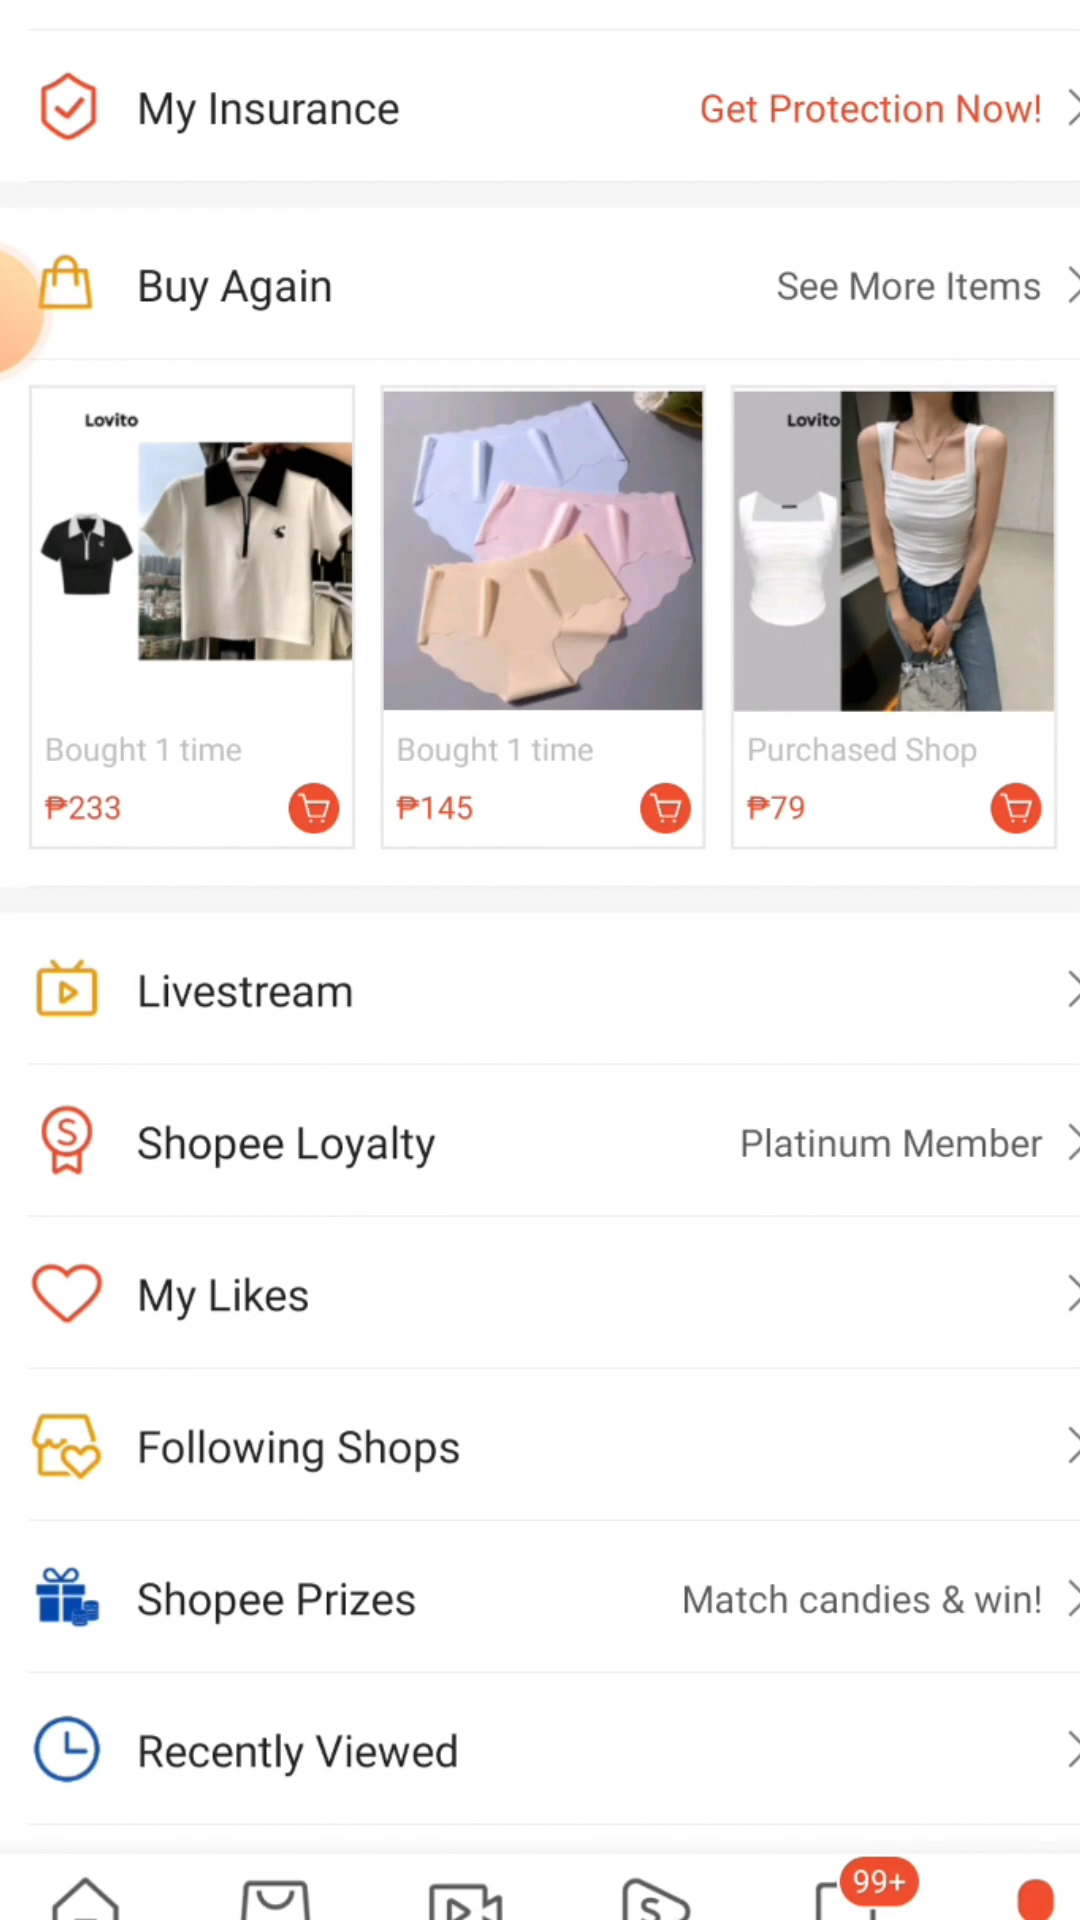 My Insurance
Get Protection Now!
Buy Again
See More Items
Lovito
Lovito
Bought 1 time
Bought 1 time
Purchased Shop
₱233
₱145
₱79
Livestream
Shopee Loyalty
Platinum Member
My Likes
Following Shops
Shopee Prizes
Match candies & win!
Recently Viewed
99+